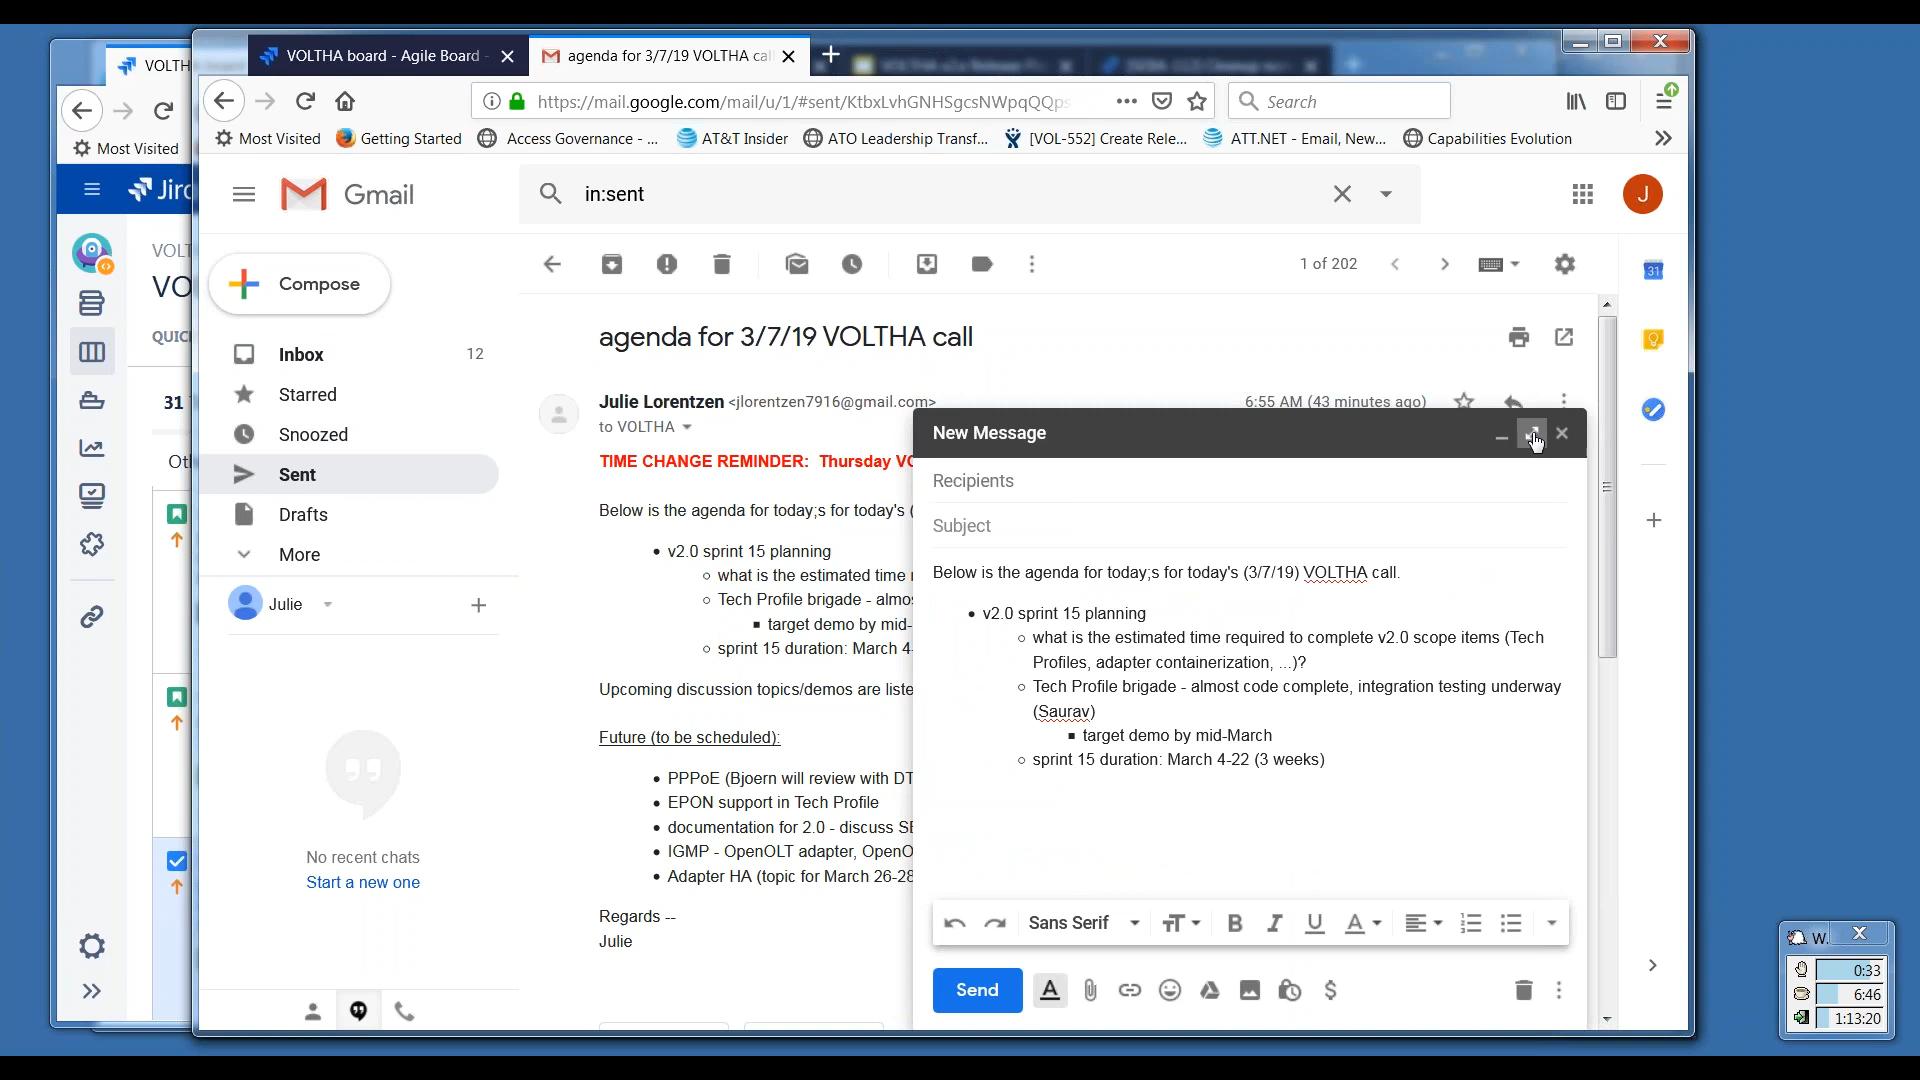 VOLTHA board - Agile Board -
agenda for 3/7/19 VOLTHA cal
VOLTH
https://mail.google.com/mail/u/1/#sent/KtbxLvhGNHSgcsNWpqQQps
Search
Most Visited
Getting Started
Access Governance - ...
AT&T Insider
ATO Leadership Transf...
[VOL-552] Create Rele...
ATT.NET - Email, New...
Capabilities Evolution
Most Visited
Jira
Gmail
in:sent
J
VOLT
VO
QUIC
31
Ot
Compose
1 of 202
31
Inbox 12
Starred
Snoozed
Sent
Drafts
More
Julie
No recent chats
Start a new one
agenda for 3/7/19 VOLTHA call
Julie Lorentzen <jlorentzen7916@gmail.com>
6:55 AM (43 minutes ago)
to VOLTHA
TIME CHANGE REMINDER: Thursday VO
Below is the agenda for today;s for today's (
• v2.0 sprint 15 planning
what is the estimated time r
Tech Profile brigade - almos
target demo by mid-
sprint 15 duration: March 4-
Upcoming discussion topics/demos are liste
Future (to be scheduled):
• PPPoE (Bjoern will review with DT
• EPON support in Tech Profile
• documentation for 2.0 - discuss SE
• IGMP - OpenOLT adapter, OpenO
• Adapter HA (topic for March 26-28
Regards --
Julie
New Message
Recipients
Subject
Below is the agenda for today;s for today's (3/7/19) VOLTHA call.
• v2.0 sprint 15 planning
what is the estimated time required to complete v2.0 scope items (Tech
Profiles, adapter containerization, ...)?
Tech Profile brigade - almost code complete, integration testing underway
(Saurav)
target demo by mid-March
sprint 15 duration: March 4-22 (3 weeks)
Sans Serif
Send
W.
0:33
6:46
1:13:20